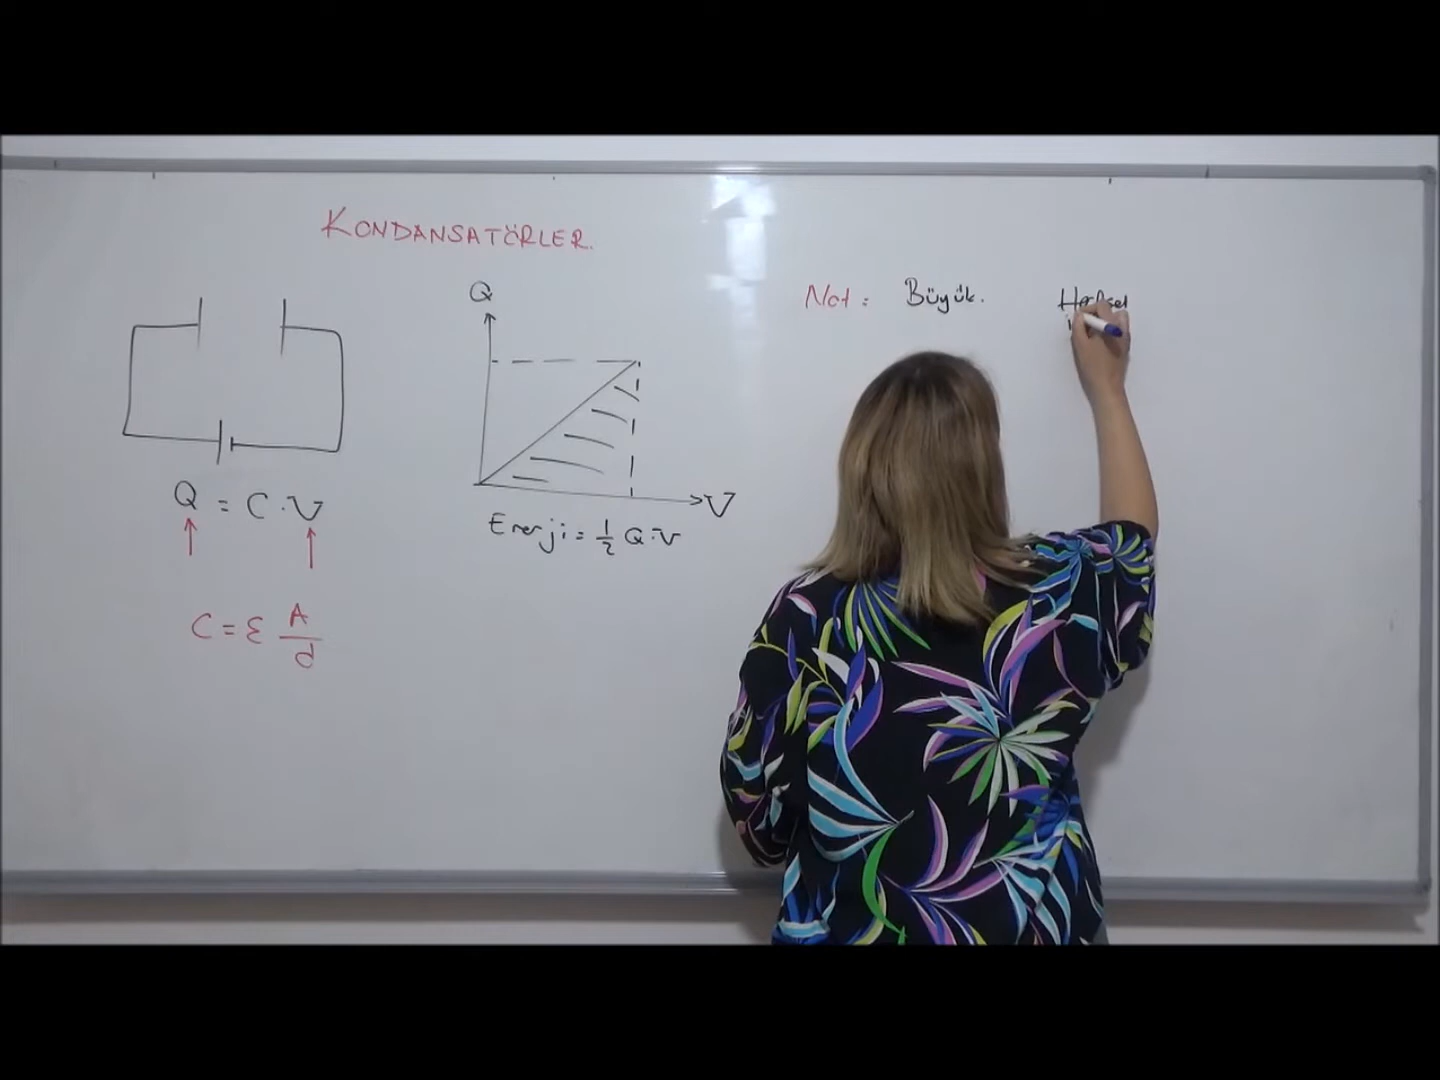 KONDANSATÖRLER.
Q
V
Q = C . V
Enerji = 1/2 Q.V
C = ε A/d
Not : Büyük.